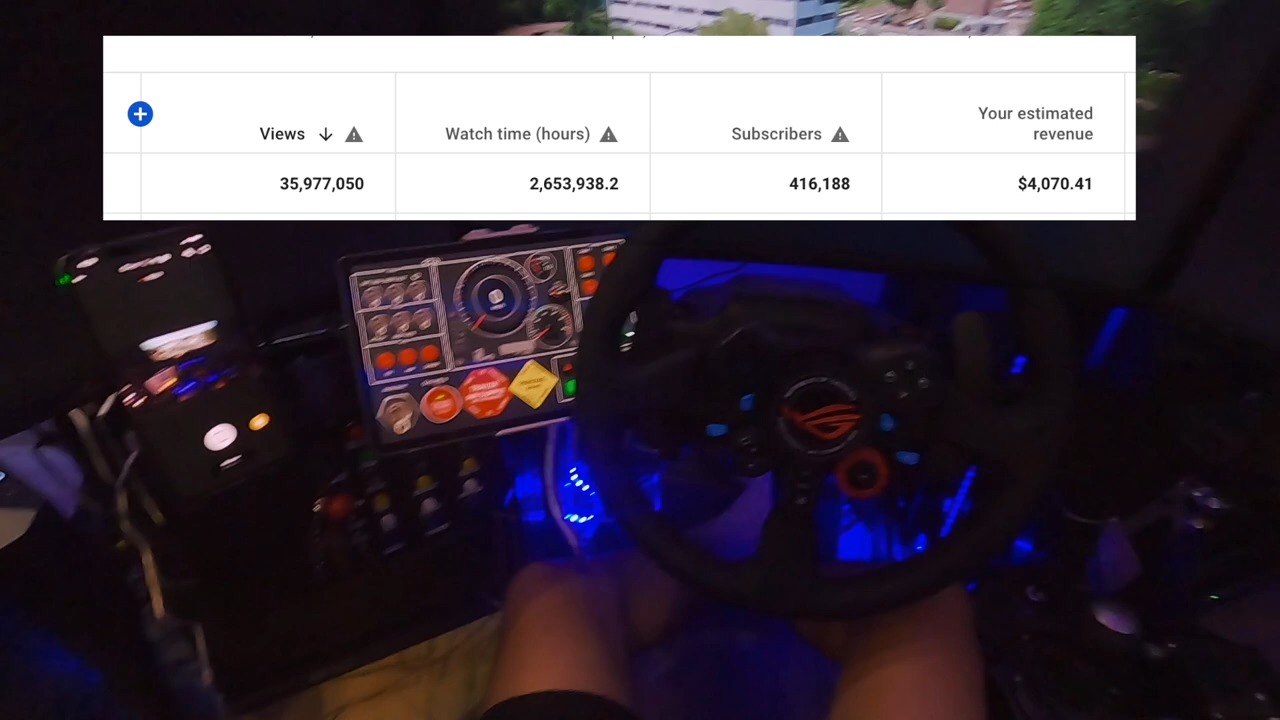 Views
Watch time (hours)
Subscribers
Your estimated
revenue
35,977,050
2,653,938.2
416,188
$4,070.41